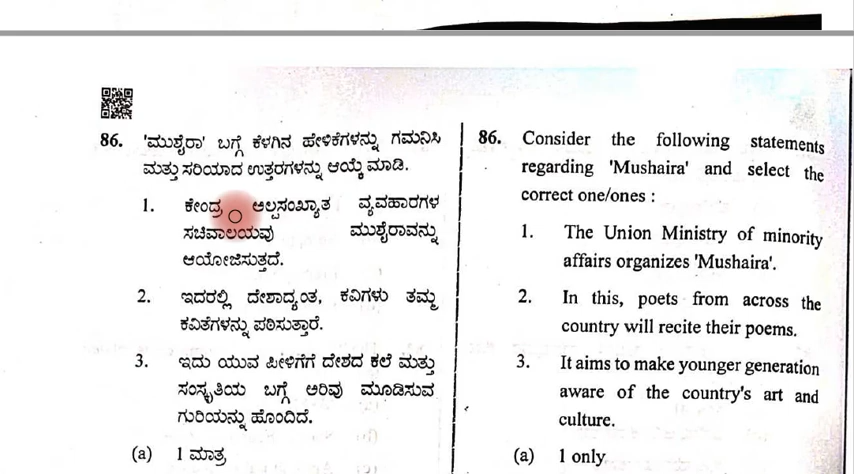 86. 'ಮುಶೈರಾ' ಬಗ್ಗೆ ಕೆಳಗಿನ ಹೇಳಿಕೆಗಳನ್ನು ಗಮನಿಸಿ
ಮತ್ತು ಸರಿಯಾದ ಉತ್ತರಗಳನ್ನು ಆಯ್ಕೆ ಮಾಡಿ.
1. ಕೇಂದ್ರ ಅಲ್ಪಸಂಖ್ಯಾತ ವ್ಯವಹಾರಗಳ
ಸಚಿವಾಲಯವು ಮುಶೈರಾವನ್ನು
ಆಯೋಜಿಸುತ್ತದೆ.
2. ಇದರಲ್ಲಿ ದೇಶಾದ್ಯಂತ, ಕವಿಗಳು ತಮ್ಮ
ಕವಿತೆಗಳನ್ನು ಪಠಿಸುತ್ತಾರೆ.
3. ಇದು ಯುವ ಪೀಳಿಗೆಗೆ ದೇಶದ ಕಲೆ ಮತ್ತು
ಸಂಸ್ಕೃತಿಯ ಬಗ್ಗೆ ಅರಿವು ಮೂಡಿಸುವ
ಗುರಿಯನ್ನು ಹೊಂದಿದೆ.
(a) 1 ಮಾತ್ರ
86. Consider the following statements
regarding 'Mushaira' and select the
correct one/ones :
1. The Union Ministry of minority
affairs organizes 'Mushaira'.
2. In this, poets from across the
country will recite their poems.
3. It aims to make younger generation
aware of the country's art and
culture.
(a) 1 only